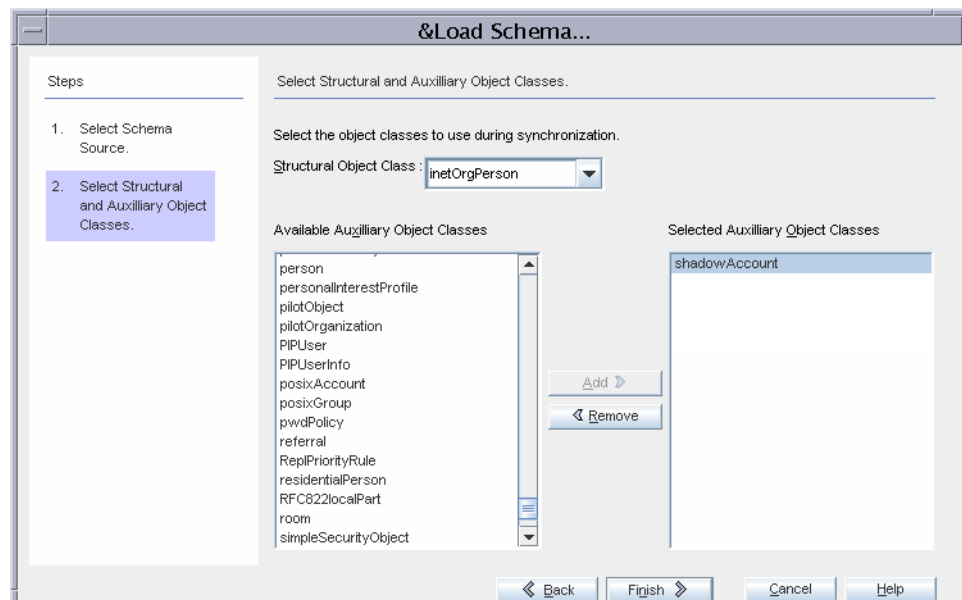 &Load Schema...
Steps
1. Select Schema
Source.
2. Select Structural
and Auxilliary Object
Classes.
Select Structural and Auxilliary Object Classes.
Select the object classes to use during synchronization.
Structural Object Class :
inetOrgPerson
Available Auxilliary Object Classes
person
personalInterestProfile
pilotObject
pilotOrganization
PIPUser
PIPUserInfo
posixAccount
posixGroup
pwdPolicy
referral
ReplPriorityRule
residentialPerson
RFC822localPart
room
simpleSecurityObject
Add
Remove
Selected Auxilliary Object Classes
shadowAccount
Back
Finish
Cancel
Help